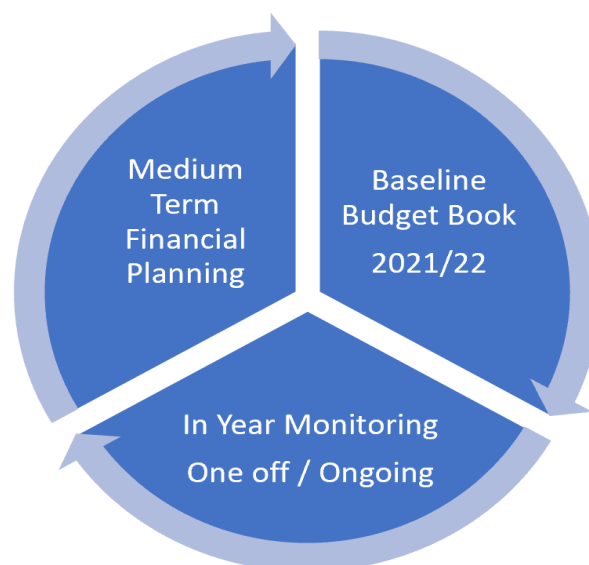 Medium
Term
Financial
Planning
Baseline
Budget Book
2021/22
In Year Monitoring
One off / Ongoing